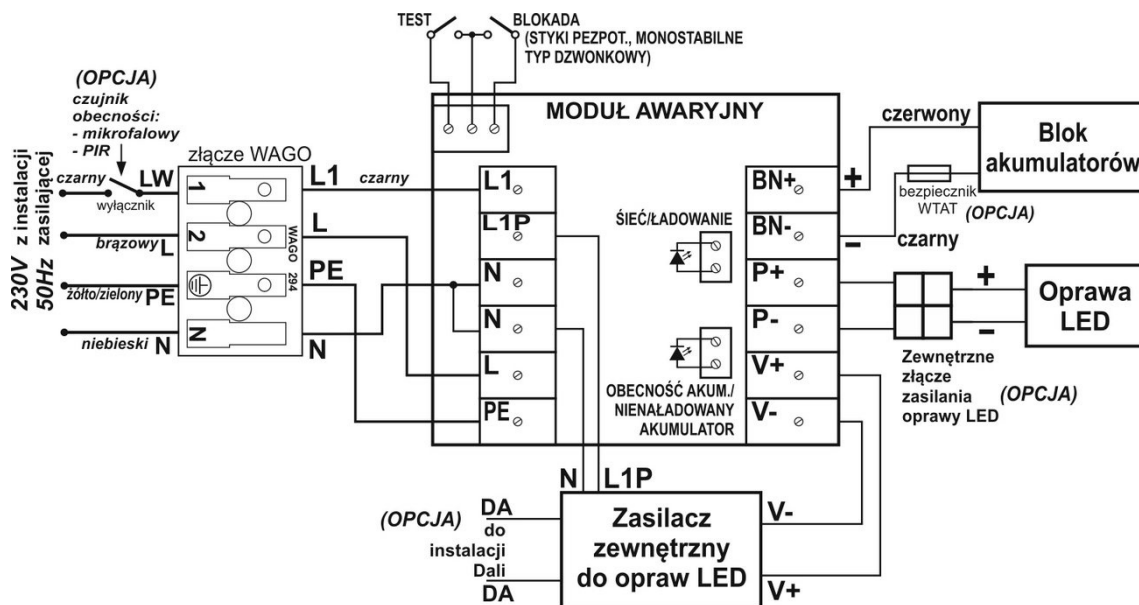 TEST
BLOKADA
(STYKI PEZPOT., MONOSTABILNE
TYP DZWONKOWY)
(OPCJA)
czujnik
obecności:
- mikrofalowy
- PIR
230V z instalacji
50Hz zasilającej
czarny
LW
wyłącznik
brązowy
L
żółto/zielony
PE
niebieski
N
złącze WAGO
1
2
N
WAGO 294
L1
czarny
L
PE
N
MODUŁ AWARYJNY
L1
L1P
N
N
L
PE
ŚIEĆ/ŁADOWANIE
OBECNOŚĆ AKUM./
NIENAŁADOWANY
AKUMULATOR
BN+
BN-
P+
P-
V+
V-
czerwony
+
Blok
akumulatorów
bezpiecznik
WTAT
(OPCJA)
–
czarny
+
–
Oprawa
LED
Zewnętrzne
złącze
zasilania
oprawy LED
(OPCJA)
N
L1P
(OPCJA)
DA
do
instalacji
Dali
DA
Zasilacz
zewnętrzny
do opraw LED
V-
V+